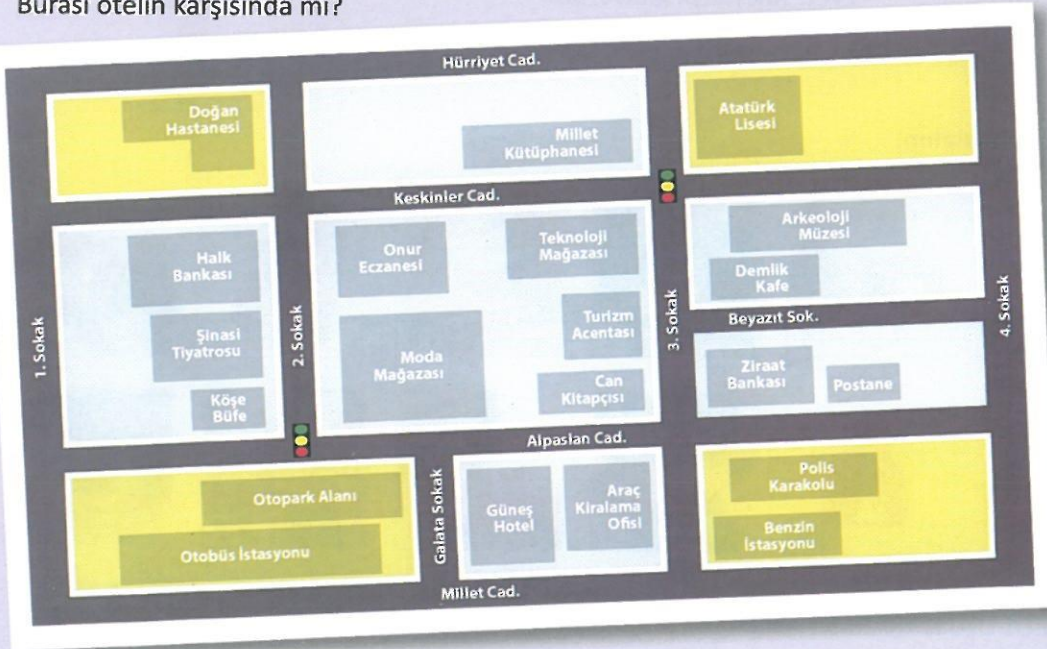 Burası otelin karşısında mı?
Hürriyet Cad.
Doğan
Hastanesi
Millet
Kütüphanesi
Atatürk
Lisesi
Keskinler Cad.
Halk
Bankası
Şinasi
Tiyatrosu
Köşe
Büfe
1. Sokak
2. Sokak
Onur
Eczanesi
Teknoloji
Mağazası
Turizm
Acentası
Moda
Mağazası
Can
Kitapçısı
3. Sokak
Arkeoloji
Müzesi
Demlik
Kafe
Beyazıt Sok.
Ziraat
Bankası
Postane
4. Sokak
Alpaslan Cad.
Otopark Alanı
Otobüs İstasyonu
Galata Sokak
Güneş
Hotel
Araç
Kiralama
Ofisi
Polis
Karakolu
Benzin
İstasyonu
Millet Cad.